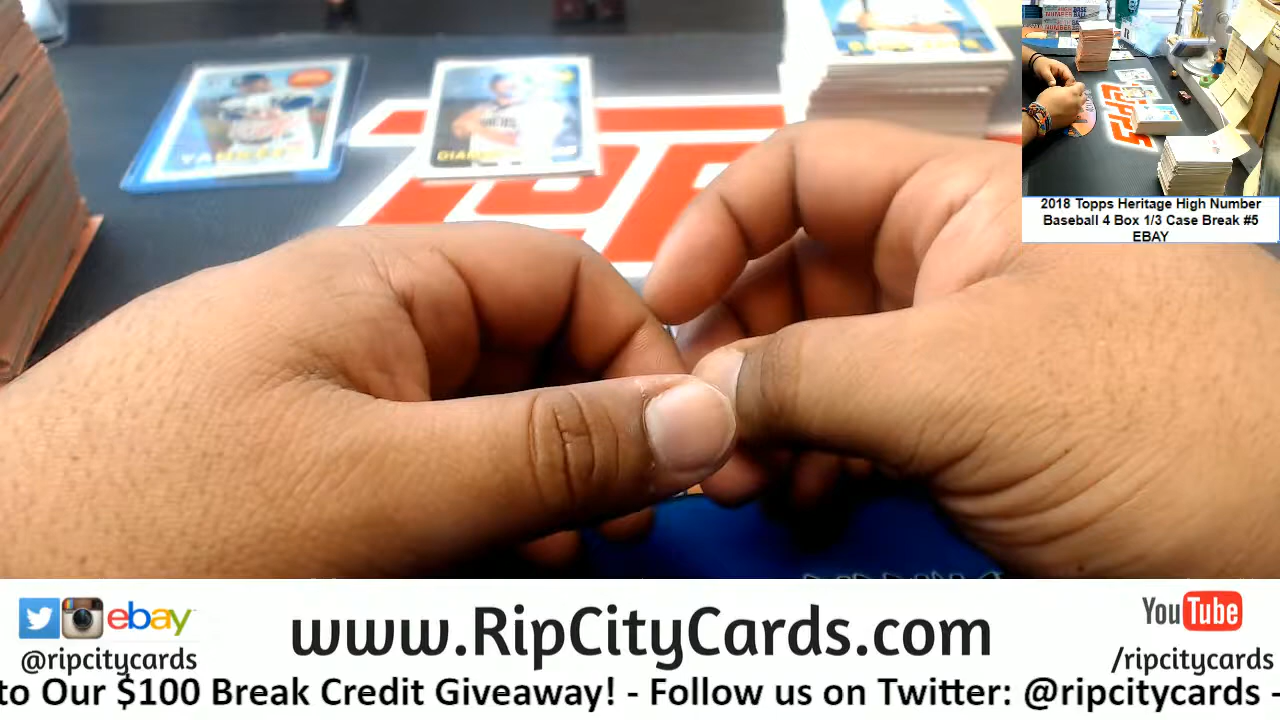 YANKEES
2018 Topps Heritage High Number
Baseball 4 Box 1/3 Case Break #5
EBAY
ebay
www.RipCityCards.com
YouTube
@ripcitycards
/ripcitycards
to Our $100 Break Credit Giveaway! - Follow us on Twitter: @ripcitycards -